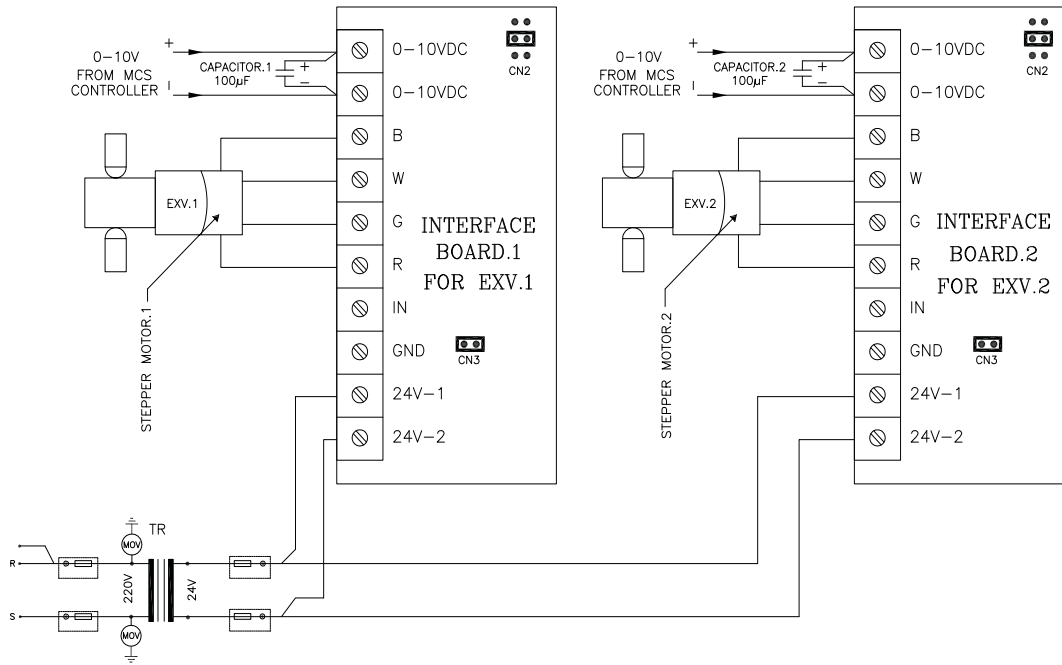 0-10V
FROM MCS
CONTROLLER
+
-
CAPACITOR.1
100µF
+
-
0-10VDC
0-10VDC
B
W
G
R
IN
GND
24V-1
24V-2
CN2
CN3
INTERFACE
BOARD.1
FOR EXV.1
EXV.1
STEPPER MOTOR.1
0-10V
FROM MCS
CONTROLLER
+
-
CAPACITOR.2
100µF
+
-
0-10VDC
0-10VDC
B
W
G
R
IN
GND
24V-1
24V-2
CN2
CN3
INTERFACE
BOARD.2
FOR EXV.2
EXV.2
STEPPER MOTOR.2
TR
MOV
R
220V
24V
S
MOV